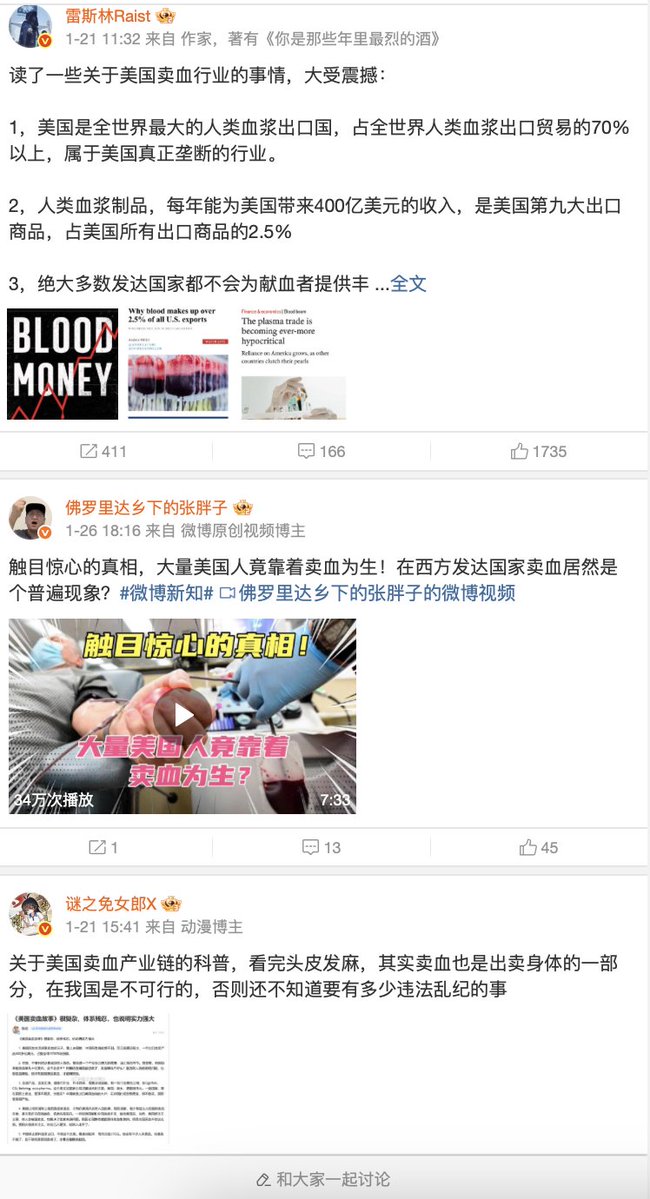 雷斯林Raist
1-21 11:32 来自 作家，著有《你是那些年里最烈的酒》
读了一些关于美国卖血行业的事情，大受震撼：
1，美国是全世界最大的人类血浆出口国，占全世界人类血浆出口贸易的70%
以上，属于美国真正垄断的行业。
2，人类血浆制品，每年能为美国带来400亿美元的收入，是美国第九大出口
商品，占美国所有出口商品的2.5%
3，绝大多数发达国家都不会为献血者提供丰 ...全文
BLOOD
MONEY
Why blood makes up over
2.5% of all U.S. exports
Finance & economics | Blood boon
The plasma trade is
becoming ever-more
hypocritical
Reliance on America grows, as other
countries clutch their pearls
411
166
1735
佛罗里达乡下的张胖子
1-26 18:16 来自 微博原创视频博主
触目惊心的真相，大量美国人竟靠着卖血为生！在西方发达国家卖血居然是
个普遍现象？#微博新知# 佛罗里达乡下的张胖子的微博视频
触目惊心的真相！
大量美国人竟靠着
卖血为生？
34万次播放
7:33
1
13
45
谜之兔女郎X
1-21 15:41 来自 动漫博主
关于美国卖血产业链的科普，看完头皮发麻，其实卖血也是出卖身体的一部
分，在我国是不可行的，否则还不知道要有多少违法乱纪的事
《美国卖血故事》很复杂，体系残忍，也说明实力强大
和大家一起讨论